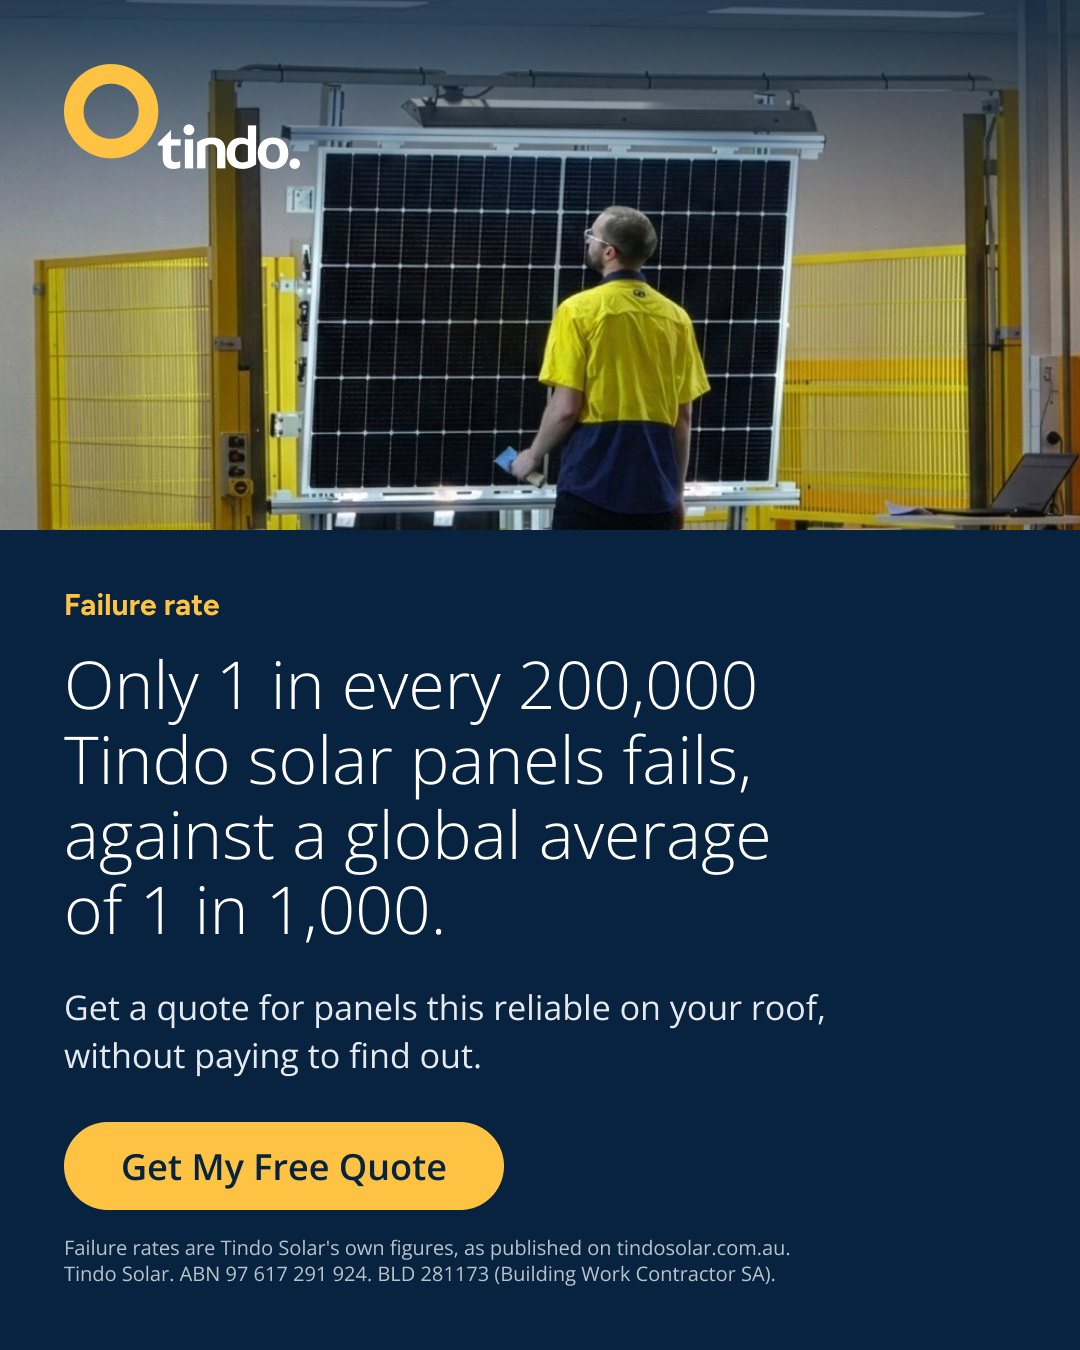 tindo.
Failure rate
Only 1 in every 200,000
Tindo solar panels fails,
against a global average
of 1 in 1,000.
Get a quote for panels this reliable on your roof,
without paying to find out.
Get My Free Quote
Failure rates are Tindo Solar's own figures, as published on tindosolar.com.au.
Tindo Solar. ABN 97 617 291 924. BLD 281173 (Building Work Contractor SA).